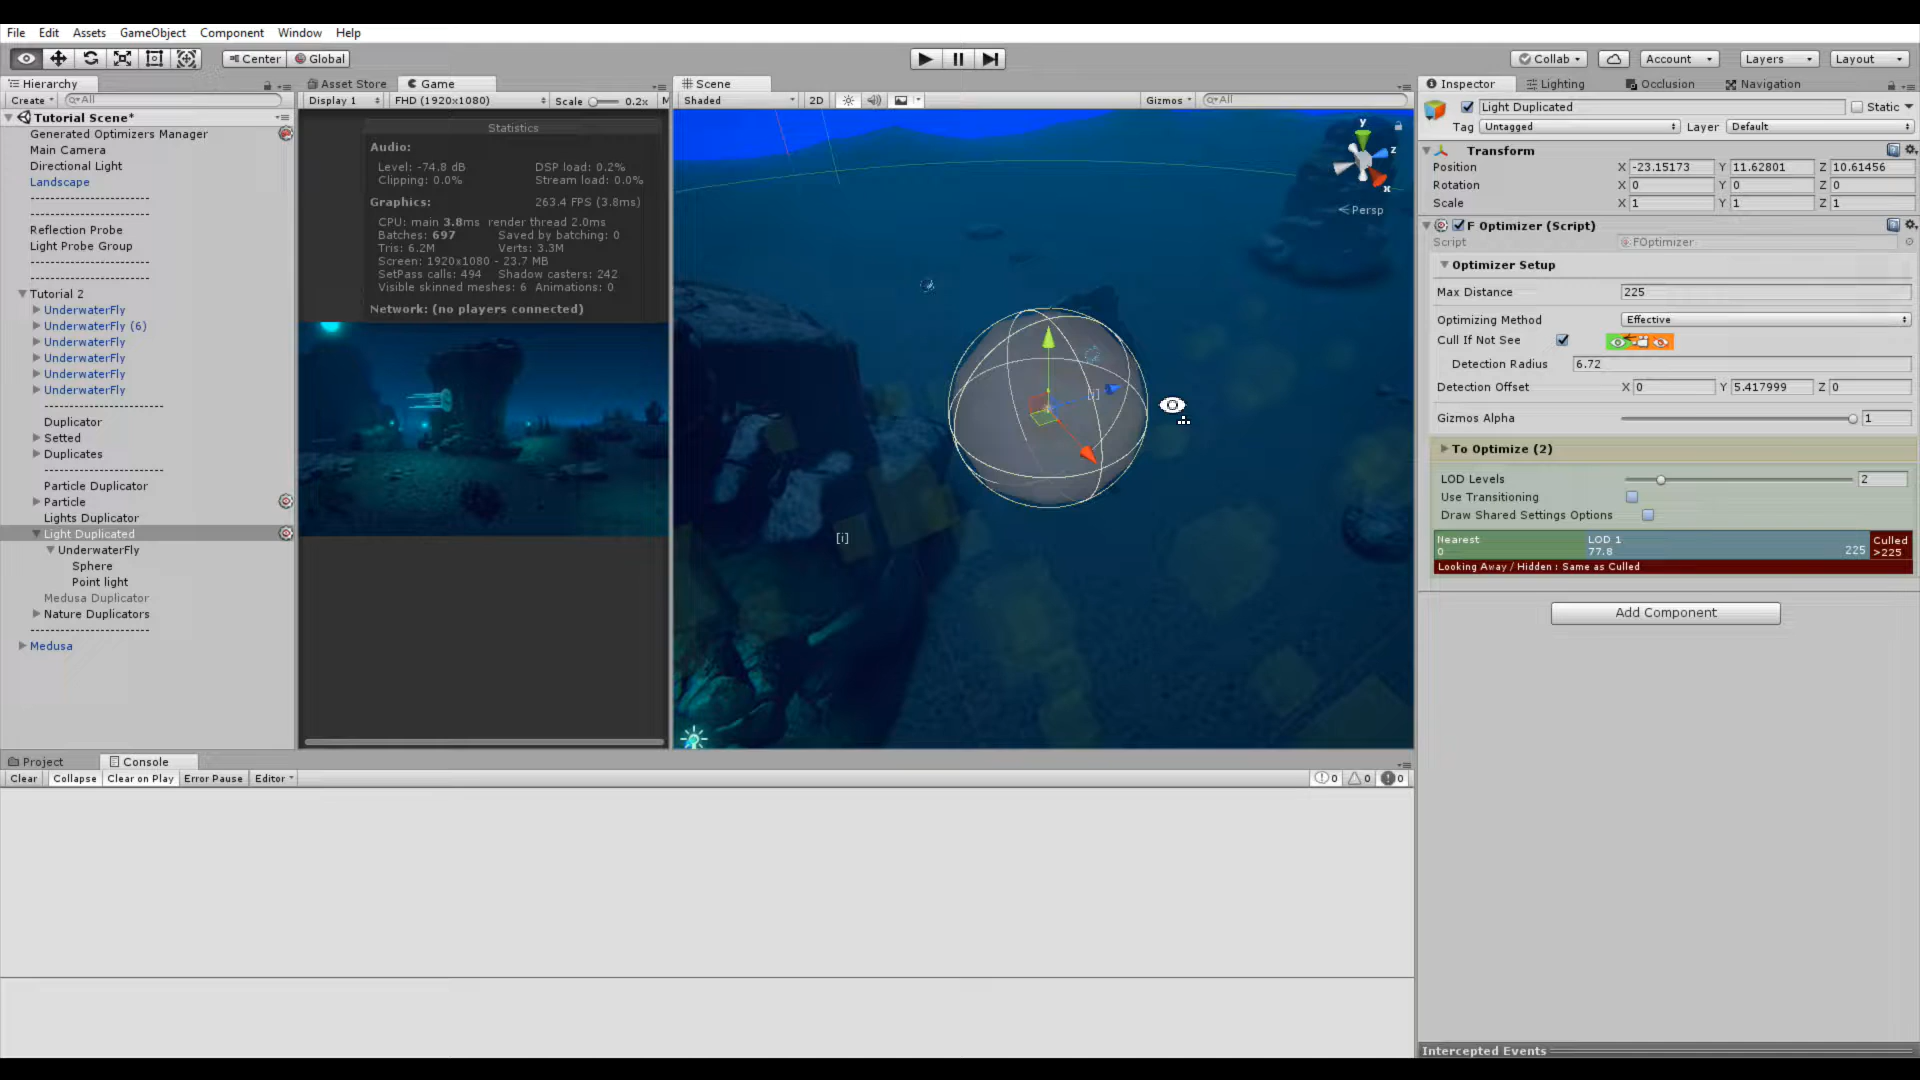 File Edit Assets GameObject Component Window Help
Center Global Collab Account Layers Layout
Hierarchy
Create All
Tutorial Scene*
Generated Optimizers Manager
Main Camera
Directional Light
Landscape
------------------------
------------------------
Reflection Probe
Light Probe Group
------------------------
------------------------
Tutorial 2
UnderwaterFly
UnderwaterFly (6)
UnderwaterFly
UnderwaterFly
UnderwaterFly
UnderwaterFly
------------------------
Duplicator
Setted
Duplicates
------------------------
Particle Duplicator
Particle
Lights Duplicator
Light Duplicated
UnderwaterFly
Sphere
Point light
Medusa Duplicator
Nature Duplicators
------------------------
Medusa
Asset Store Game
Display 1 FHD (1920x1080) Scale 0.2x M
Statistics
Audio:
Level: -74.8 dB DSP load: 0.2%
Clipping: 0.0% Stream load: 0.0%
Graphics: 263.4 FPS (3.8ms)
CPU: main 3.8ms render thread 2.0ms
Batches: 697 Saved by batching: 0
Tris: 6.2M Verts: 3.3M
Screen: 1920x1080 - 23.7 MB
SetPass calls: 494 Shadow casters: 242
Visible skinned meshes: 6 Animations: 0
Network: (no players connected)
Scene
Shaded 2D Gizmos All
y
z
x
Persp
[i]
Inspector Lighting Occlusion Navigation
Light Duplicated Static
Tag Untagged Layer Default
Transform
Position X -23.15173 Y 11.62801 Z 10.61456
Rotation X 0 Y 0 Z 0
Scale X 1 Y 1 Z 1
F Optimizer (Script)
Script FOptimizer
Optimizer Setup
Max Distance 225
Optimizing Method Effective
Cull If Not See
Detection Radius 6.72
Detection Offset X 0 Y 5.417999 Z 0
Gizmos Alpha 1
To Optimize (2)
LOD Levels 2
Use Transitioning
Draw Shared Settings Options
Nearest LOD 1 Culled
0 77.8 225 >225
Looking Away / Hidden : Same as Culled
Add Component
Project Console
Clear Collapse Clear on Play Error Pause Editor 0 0 0
Intercepted Events